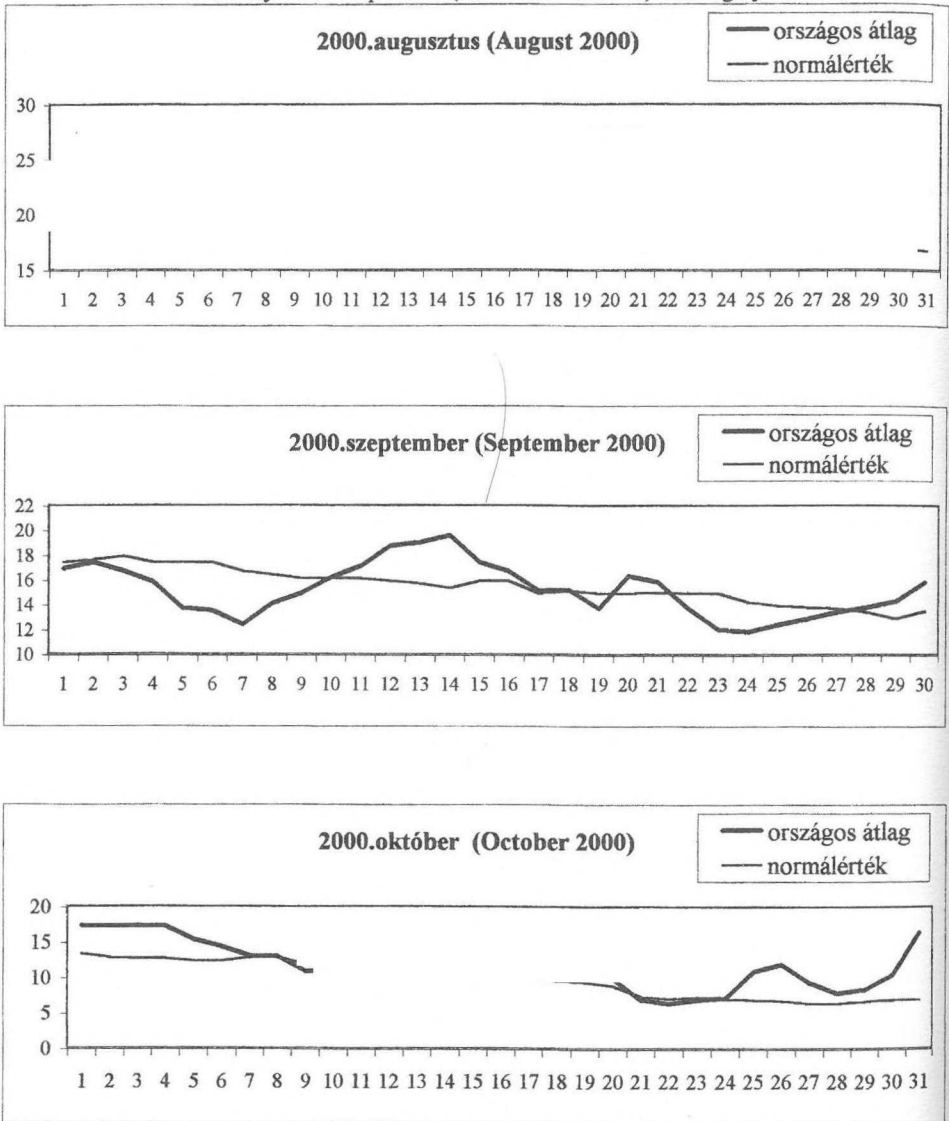 2000.augusztus (August 2000)
országos átlag
normálérték
30
25
20
15
1 2 3 4 5 6 7 8 9 10 11 12 13 14 15 16 17 18 19 20 21 22 23 24 25 26 27 28 29 30 31
2000.szeptember (September 2000)
országos átlag
normálérték
22
20
18
16
14
12
10
1 2 3 4 5 6 7 8 9 10 11 12 13 14 15 16 17 18 19 20 21 22 23 24 25 26 27 28 29 30
2000.október (October 2000)
országos átlag
normálérték
20
15
10
5
0
1 2 3 4 5 6 7 8 9 10 11 12 13 14 15 16 17 18 19 20 21 22 23 24 25 26 27 28 29 30 31